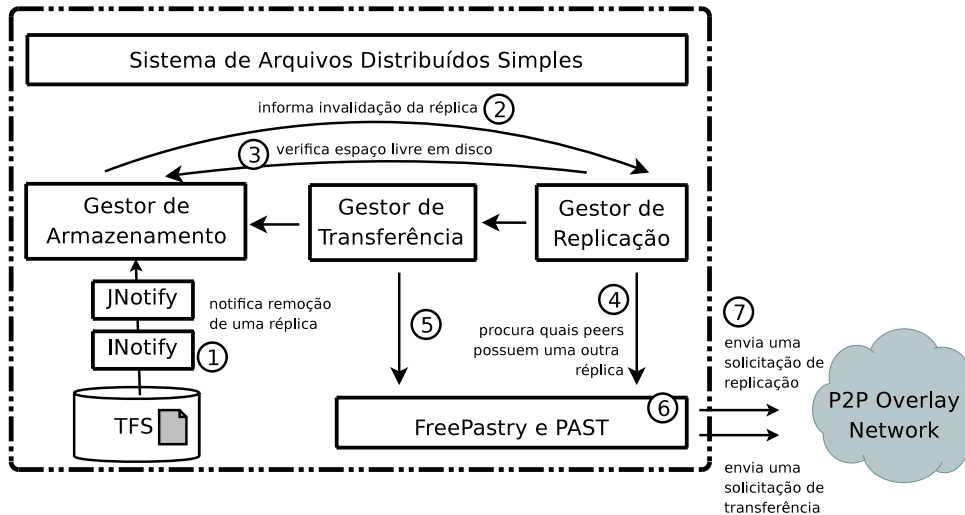 Sistema de Arquivos Distribuídos Simples
informa invalidação da réplica
2
3
verifica espaço livre em disco
Gestor de
Armazenamento
Gestor de
Transferência
Gestor de
Replicação
JNotify
INotify
notifica remoção
de uma réplica
1
TFS
5
4
procura quais peers
possuem uma outra
réplica
6
FreePastry e PAST
7
envia uma
solicitação de
replicação
P2P Overlay
Network
envia uma
solicitação de
transferência